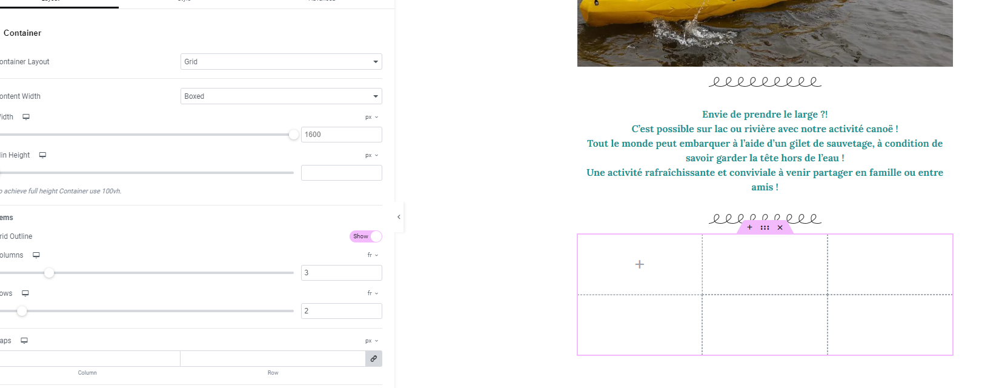 Container
ontainer Layout
Grid
ontent Width
Boxed
idth
px
1600
in Height
px
o achieve full height Container use 100vh.
ems
rid Outline
Show
olumns
fr
3
ows
fr
2
aps
px
Column
Row
Envie de prendre le large ?!
C'est possible sur lac ou rivière avec notre activité canoë !
Tout le monde peut embarquer à l'aide d'un gilet de sauvetage, à condition de
savoir garder la tête hors de l'eau !
Une activité rafraîchissante et conviviale à venir partager en famille ou entre
amis !